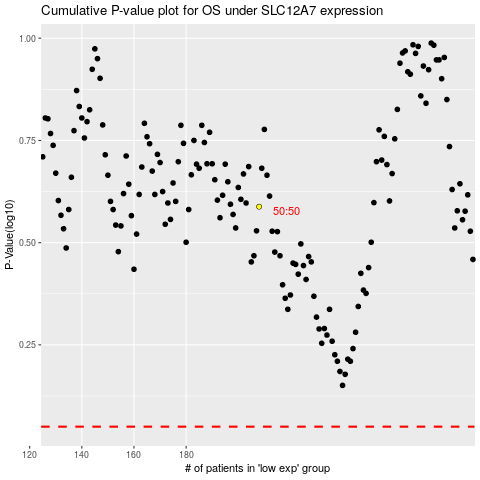 Cumulative P-value plot for OS under SLC12A7 expression
P-Value(log10)
1.00
0.75
0.50
0.25
50:50
120 140 160 180
# of patients in 'low exp' group